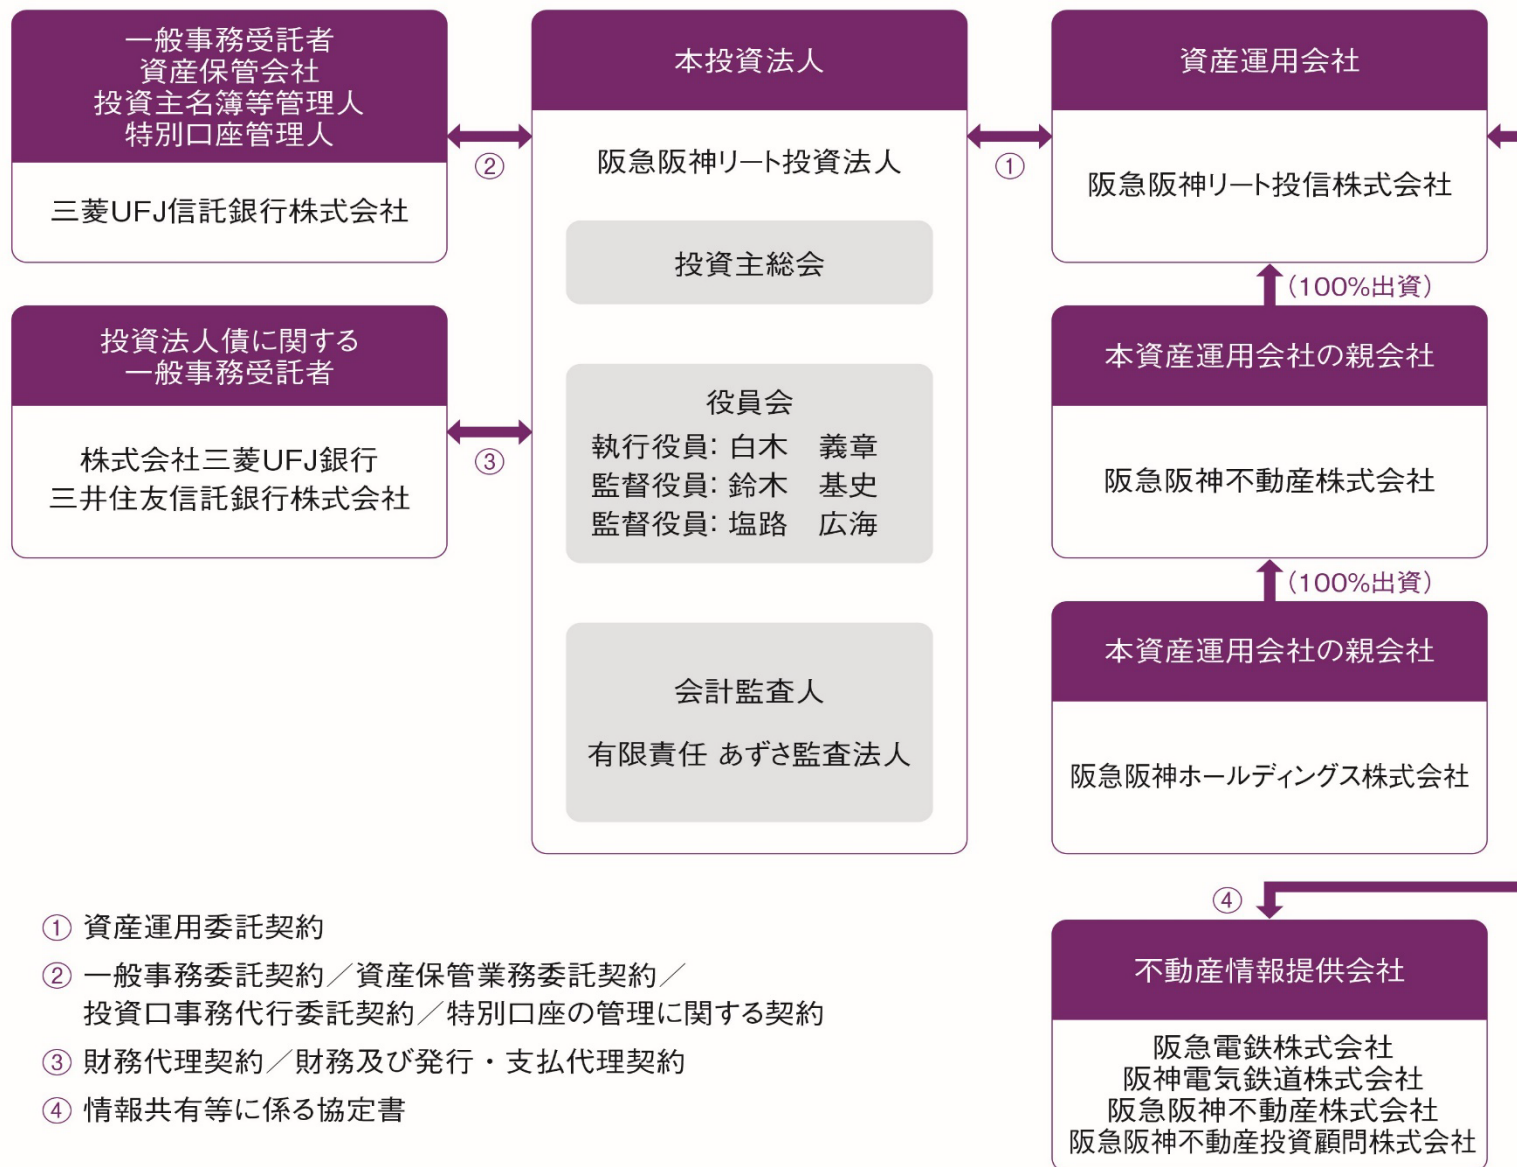 一般事務受託者
資産保管会社
投資主名簿等管理人
特別口座管理人
三菱UFJ信託銀行株式会社
②
投資法人債に関する
一般事務受託者
株式会社三菱UFJ銀行
三井住友信託銀行株式会社
③
本投資法人
阪急阪神リート投資法人
投資主総会
役員会
執行役員：白木　義章
監督役員：鈴木　基史
監督役員：塩路　広海
会計監査人
有限責任 あずさ監査法人
①
資産運用会社
阪急阪神リート投信株式会社
（100%出資）
本資産運用会社の親会社
阪急阪神不動産株式会社
（100%出資）
本資産運用会社の親会社
阪急阪神ホールディングス株式会社
④
不動産情報提供会社
阪急電鉄株式会社
阪神電気鉄道株式会社
阪急阪神不動産株式会社
阪急阪神不動産投資顧問株式会社
① 資産運用委託契約
② 一般事務委託契約／資産保管業務委託契約／
投資口事務代行委託契約／特別口座の管理に関する契約
③ 財務代理契約／財務及び発行・支払代理契約
④ 情報共有等に係る協定書